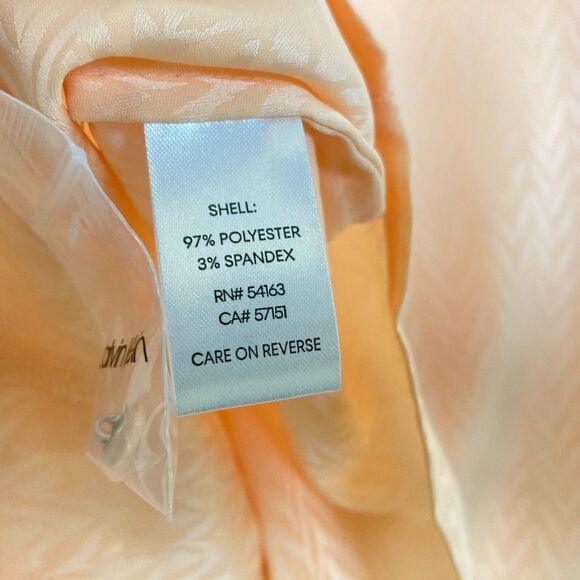 SHELL:
97% POLYESTER
3% SPANDEX
RN# 54163
CA# 57151
CARE ON REVERSE